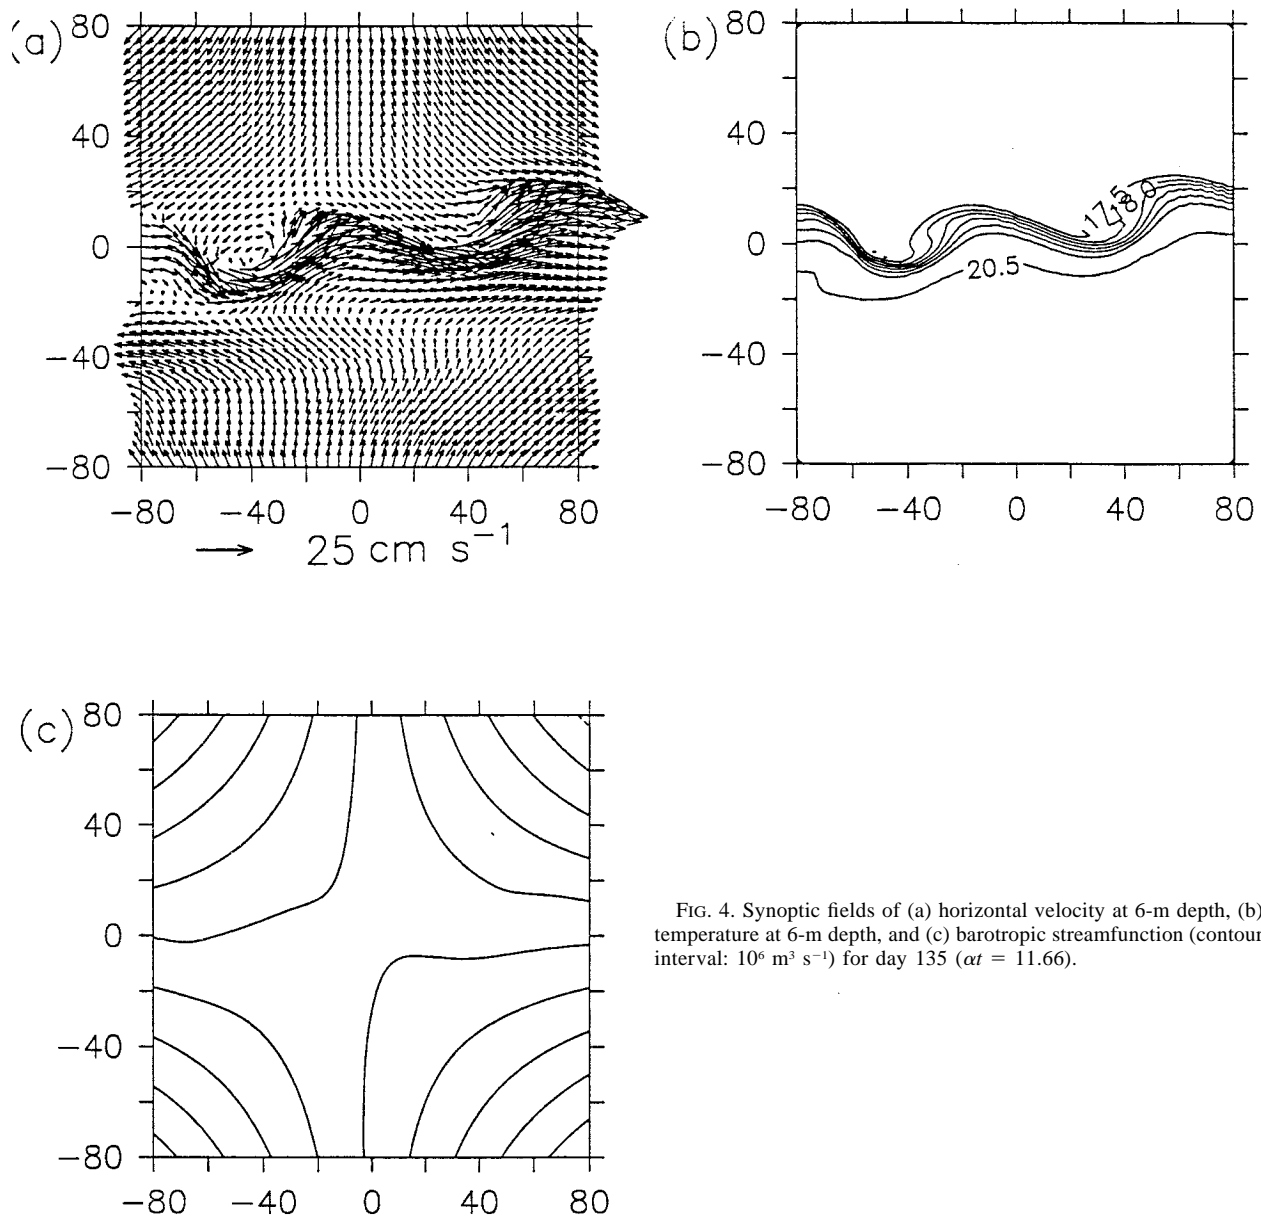 (a)
80
40
0
−40
−80
−80 −40 0 40 80
25 cm s⁻¹
(b)
80
40
0
−40
−80
17.5
18.0
20.5
−80 −40 0 40 80
(c)
80
40
0
−40
−80
−80 −40 0 40 80
FIG. 4. Synoptic fields of (a) horizontal velocity at 6-m depth, (b)
temperature at 6-m depth, and (c) barotropic streamfunction (contour
interval: 10⁶ m³ s⁻¹) for day 135 (αt = 11.66).